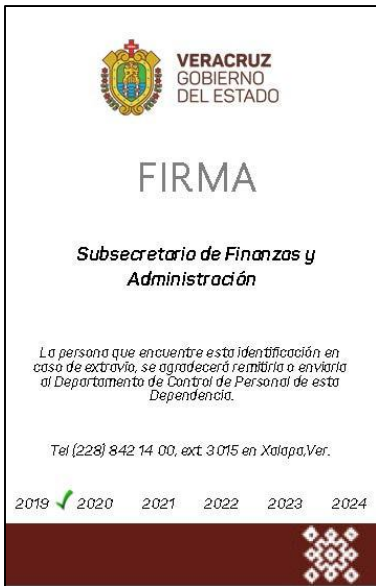 VERACRUZ
GOBIERNO
DEL ESTADO
FIRMA
Subsecretario de Finanzas y
Administración
La persona que encuentre esta identificación en
caso de extravío, se agradecerá remitirla o enviarla
al Departamento de Control de Personal de esta
Dependencia.
Tel (228) 842 14 00, ext. 3015 en Xalapa,Ver.
2019 ✓ 2020 2021 2022 2023 2024